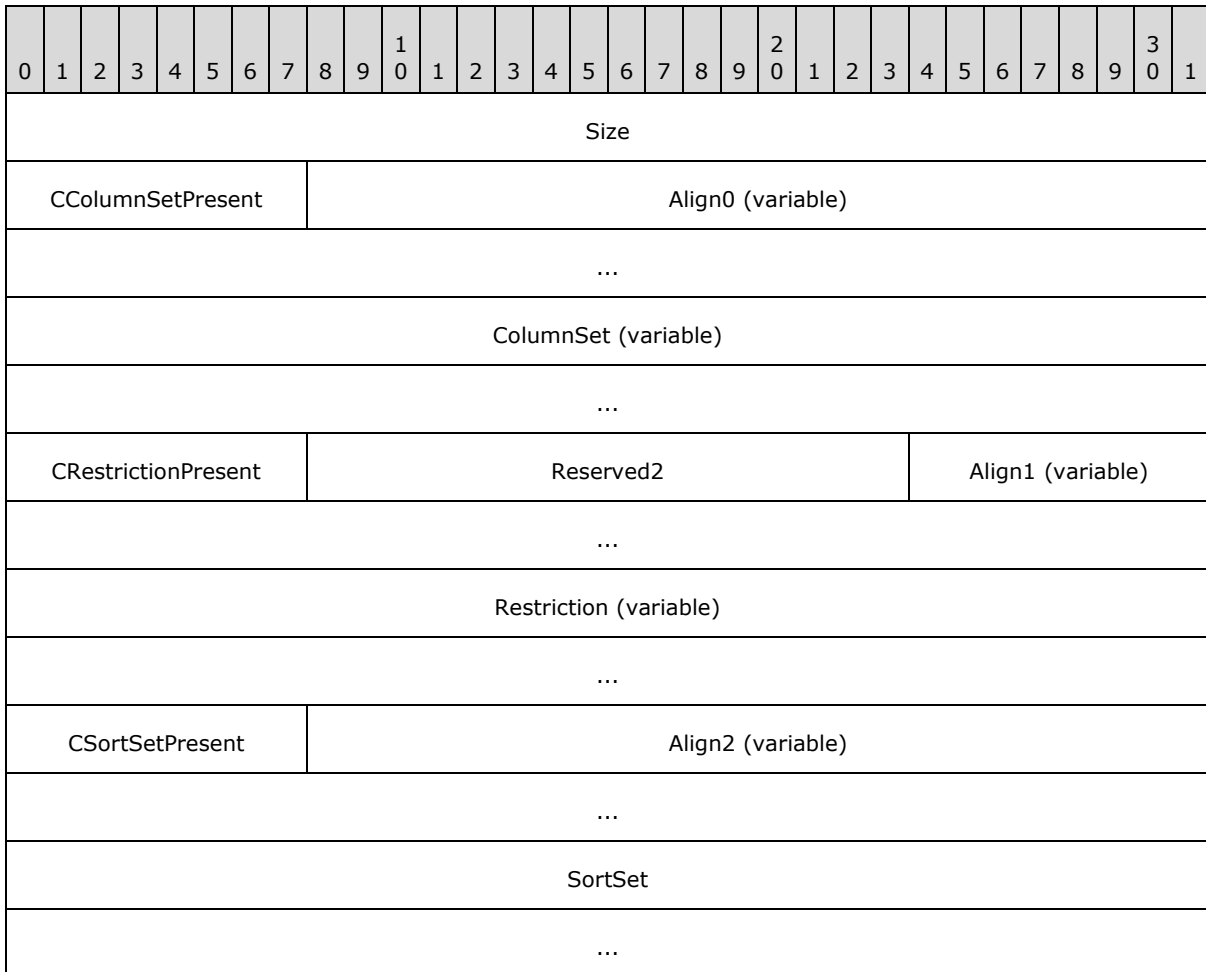 0 1 2 3 4 5 6 7 8 9 1 0 1 2 3 4 5 6 7 8 9 2 0 1 2 3 4 5 6 7 8 9 3 0 1
Size
CColumnSetPresent Align0 (variable)
...
ColumnSet (variable)
...
CRestrictionPresent Reserved2 Align1 (variable)
...
Restriction (variable)
...
CSortSetPresent Align2 (variable)
...
SortSet
...